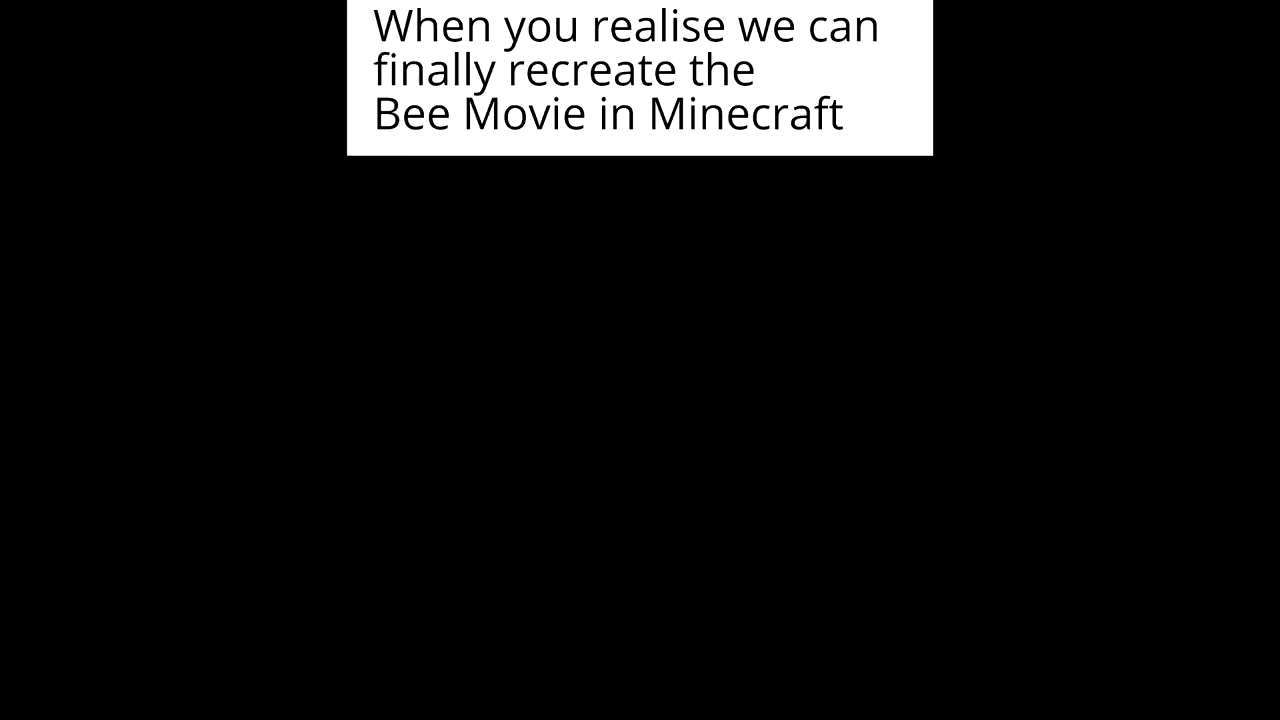 When you realise we can
finally recreate the
Bee Movie in Minecraft